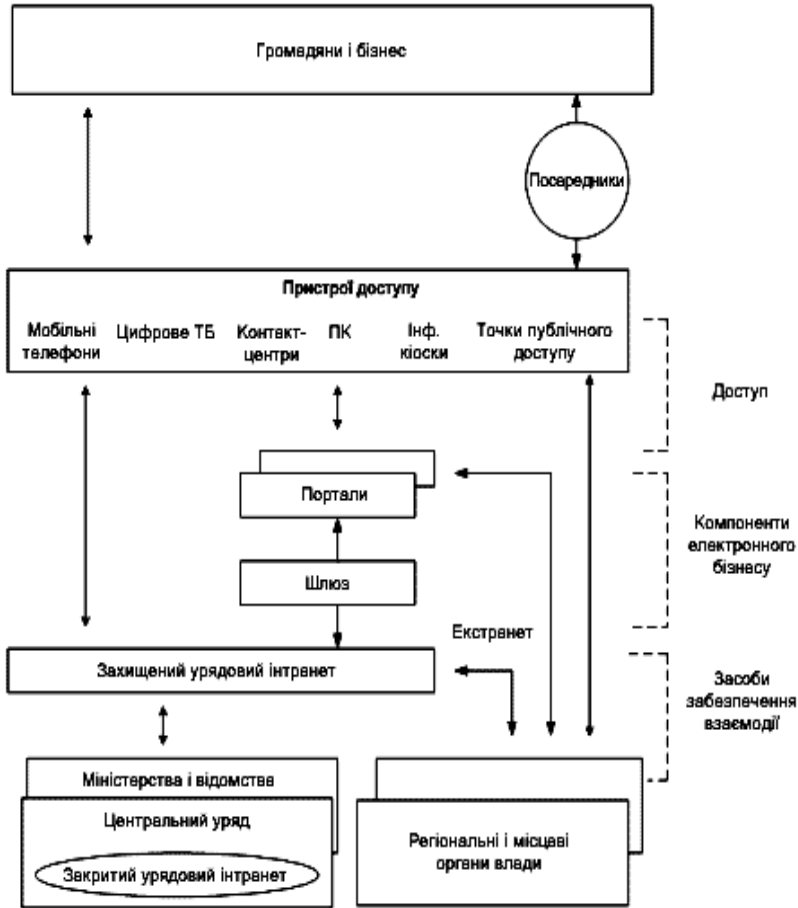 Громадяни і бізнес
Посередники
Пристрої доступу
Мобільні
телефони
Цифрове ТБ
Контакт-
центри
ПК
Інф.
кіоски
Точки публічного
доступу
Доступ
Портали
Компоненти
електронного
бізнесу
Шлюз
Екстранет
Захищений урядовий інтранет
Засоби
забезпечення
взаємодії
Міністерства і відомства
Центральний уряд
Закритий урядовий інтранет
Регіональні і місцеві
органи влади